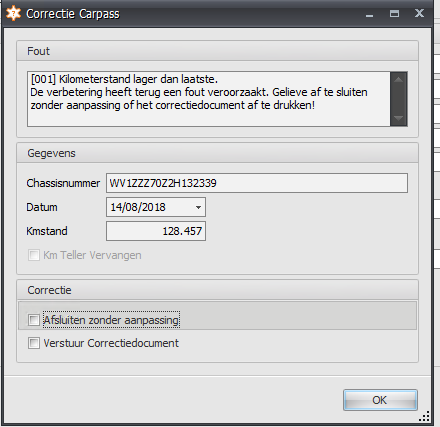 Correctie Carpass
Fout
[001] Kilometerstand lager dan laatste.
De verbetering heeft terug een fout veroorzaakt. Gelieve af te sluiten
zonder aanpassing of het correctiedocument af te drukken!
Gegevens
Chassisnummer WV1ZZZ70Z2H132339
Datum 14/08/2018
Kmstand 128.457
Km Teller Vervangen
Correctie
Afsluiten zonder aanpassing
Verstuur Correctiedocument
OK